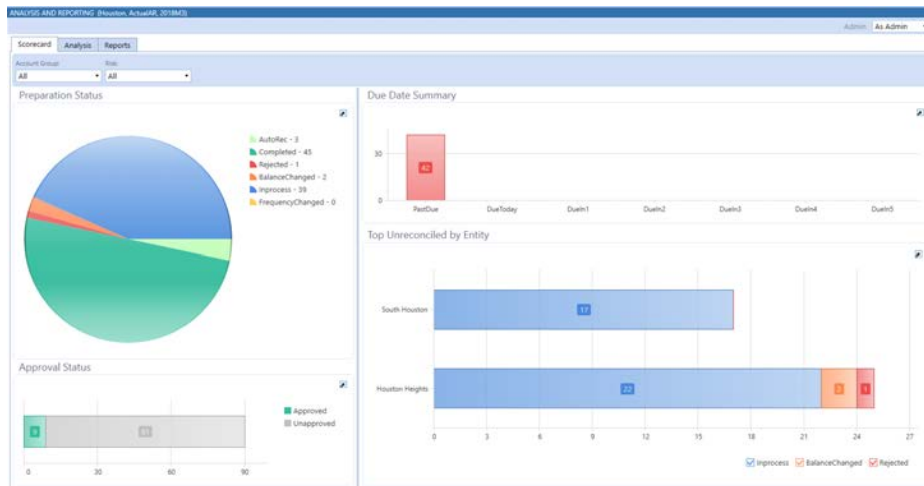 ANALYSIS AND REPORTING (Houston, ActualAR, 2018M3)
Admin: As Admin
Scorecard Analysis Reports
Account Group: Risk:
All All
Preparation Status
AutoRec - 3
Completed - 45
Rejected - 1
BalanceChanged - 2
Inprocess - 39
FrequencyChanged - 0
Approval Status
9 81
Approved
Unapproved
0 30 60 90
Due Date Summary
30
42
0
PastDue DueToday DueIn1 DueIn2 DueIn3 DueIn4 DueIn5
Top Unreconciled by Entity
South Houston 17
Houston Heights 22 2 1
0 3 6 9 12 15 18 21 24 27
Inprocess BalanceChanged Rejected